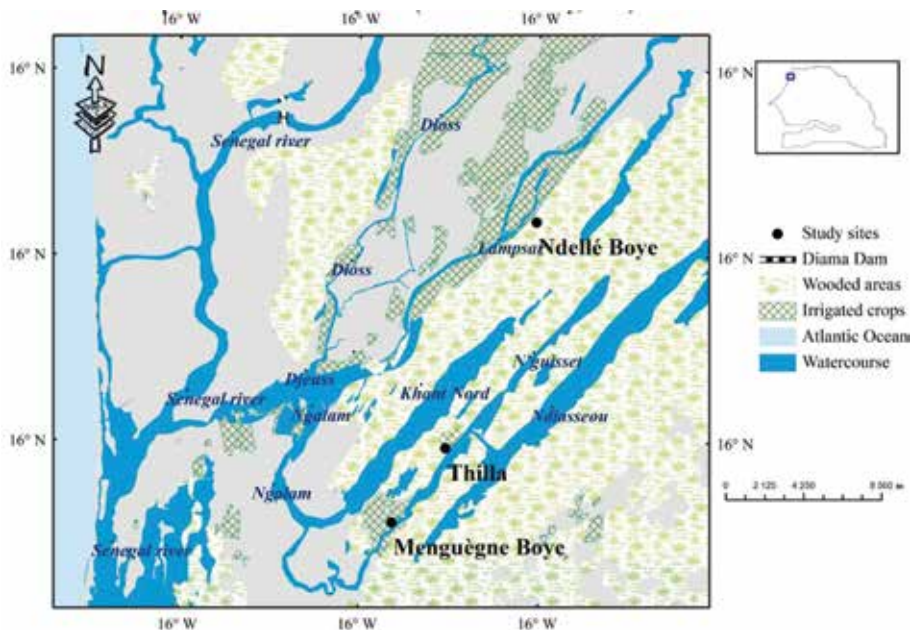 16° W 16° W 16° W
16° N 16° N
N
Senegal river
Dioss
Lampsar
Ndellé Boye
16° N 16° N
Dioss
N'guisset
Djeuss
Khant Nord
Senegal river
Ngalam
Ndiasseou
16° N 16° N
Thilla
Ngalam
Menguègne Boye
Senegal river
16° W 16° W 16° W
Study sites
Diama Dam
Wooded areas
Irrigated crops
Atlantic Ocean
Watercourse
0 2 125 4 250 8 500 m